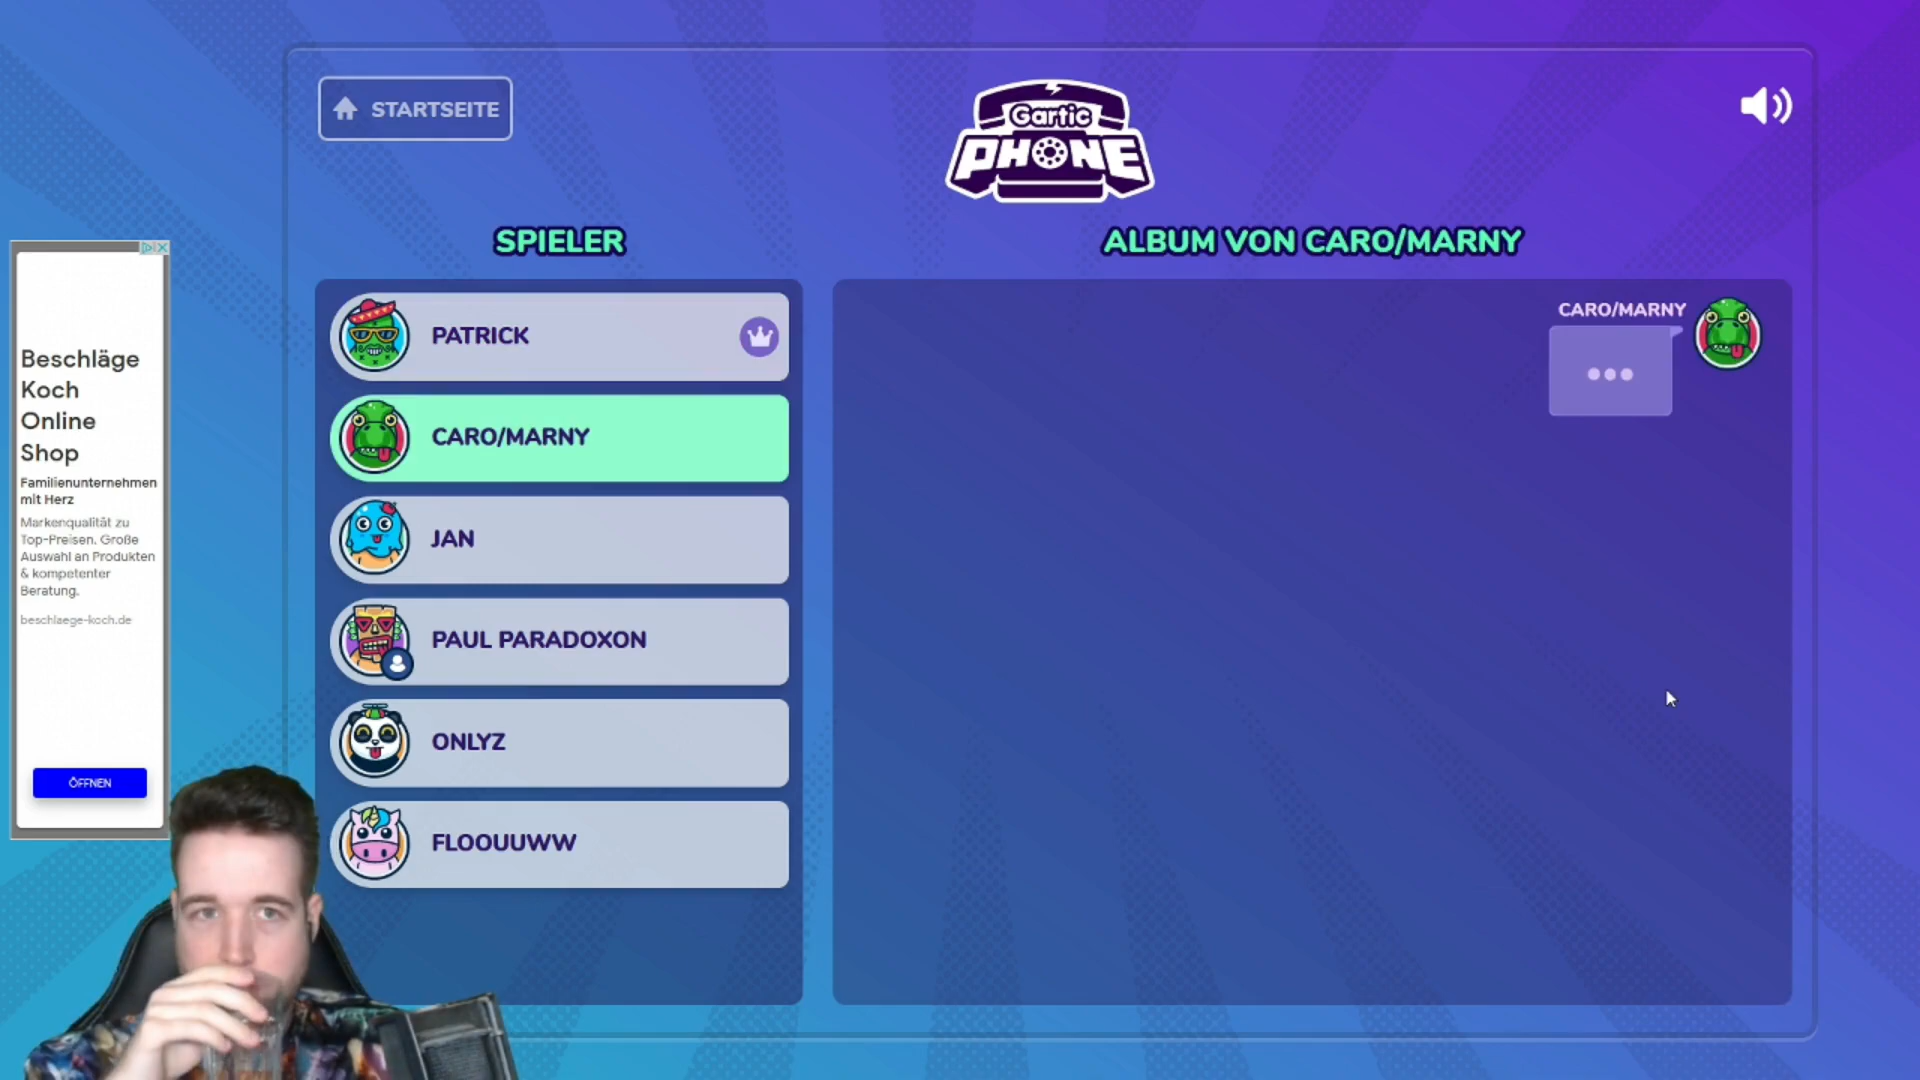 STARTSEITE
Gartic
PHONE
SPIELER
ALBUM VON CARO/MARNY
PATRICK
CARO/MARNY
JAN
PAUL PARADOXON
ONLYZ
FLOOUUWW
CARO/MARNY
Beschläge
Koch
Online
Shop
Familienunternehmen
mit Herz
Markenqualität zu
Top-Preisen. Große
Auswahl an Produkten
& kompetenter
Beratung.
beschlaege-koch.de
ÖFFNEN